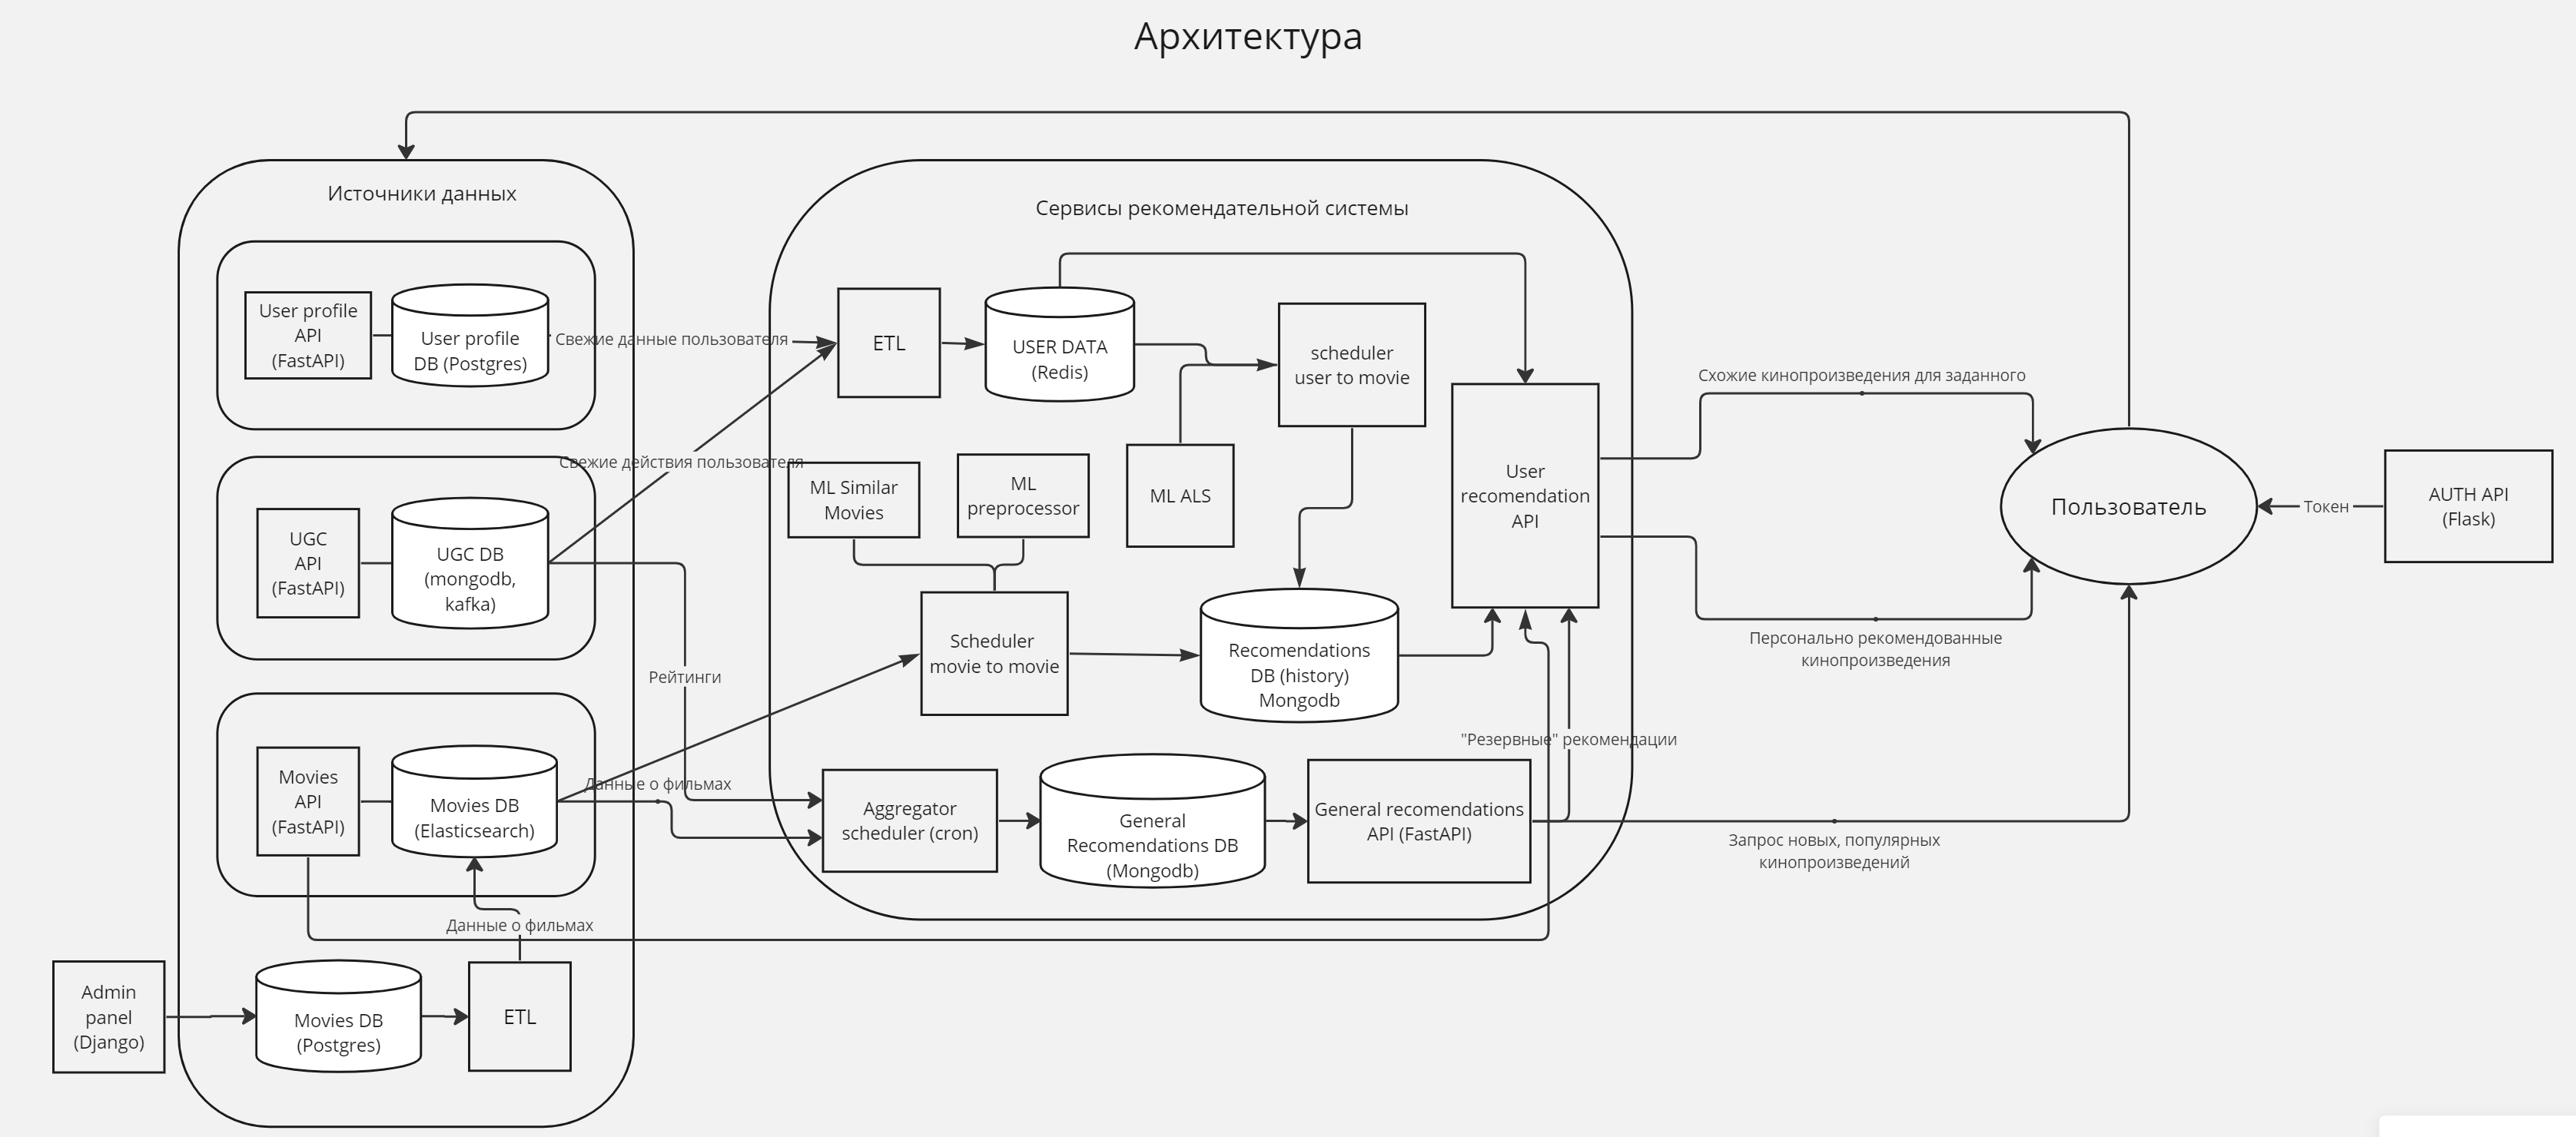 Архитектура
Источники данных
User profile
API
(FastAPI)
User profile
DB (Postgres)
Свежие данные пользователя
UGC
API
(FastAPI)
UGC DB
(mongodb,
kafka)
Свежие действия пользователя
Рейтинги
Movies
API
(FastAPI)
Movies DB
(Elasticsearch)
Данные о фильмах
Данные о фильмах
Admin
panel
(Django)
Movies DB
(Postgres)
ETL
Сервисы рекомендательной системы
ETL
USER DATA
(Redis)
scheduler
user to movie
ML Similar
Movies
ML
preprocessor
ML ALS
User
recomendation
API
Scheduler
movie to movie
Recomendations
DB (history)
Mongodb
"Резервные" рекомендации
Aggregator
scheduler (cron)
General
Recomendations DB
(Mongodb)
General recomendations
API (FastAPI)
Схожие кинопроизведения для заданного
Персонально рекомендованные
кинопроизведения
Запрос новых, популярных
кинопроизведений
Пользователь
Токен
AUTH API
(Flask)